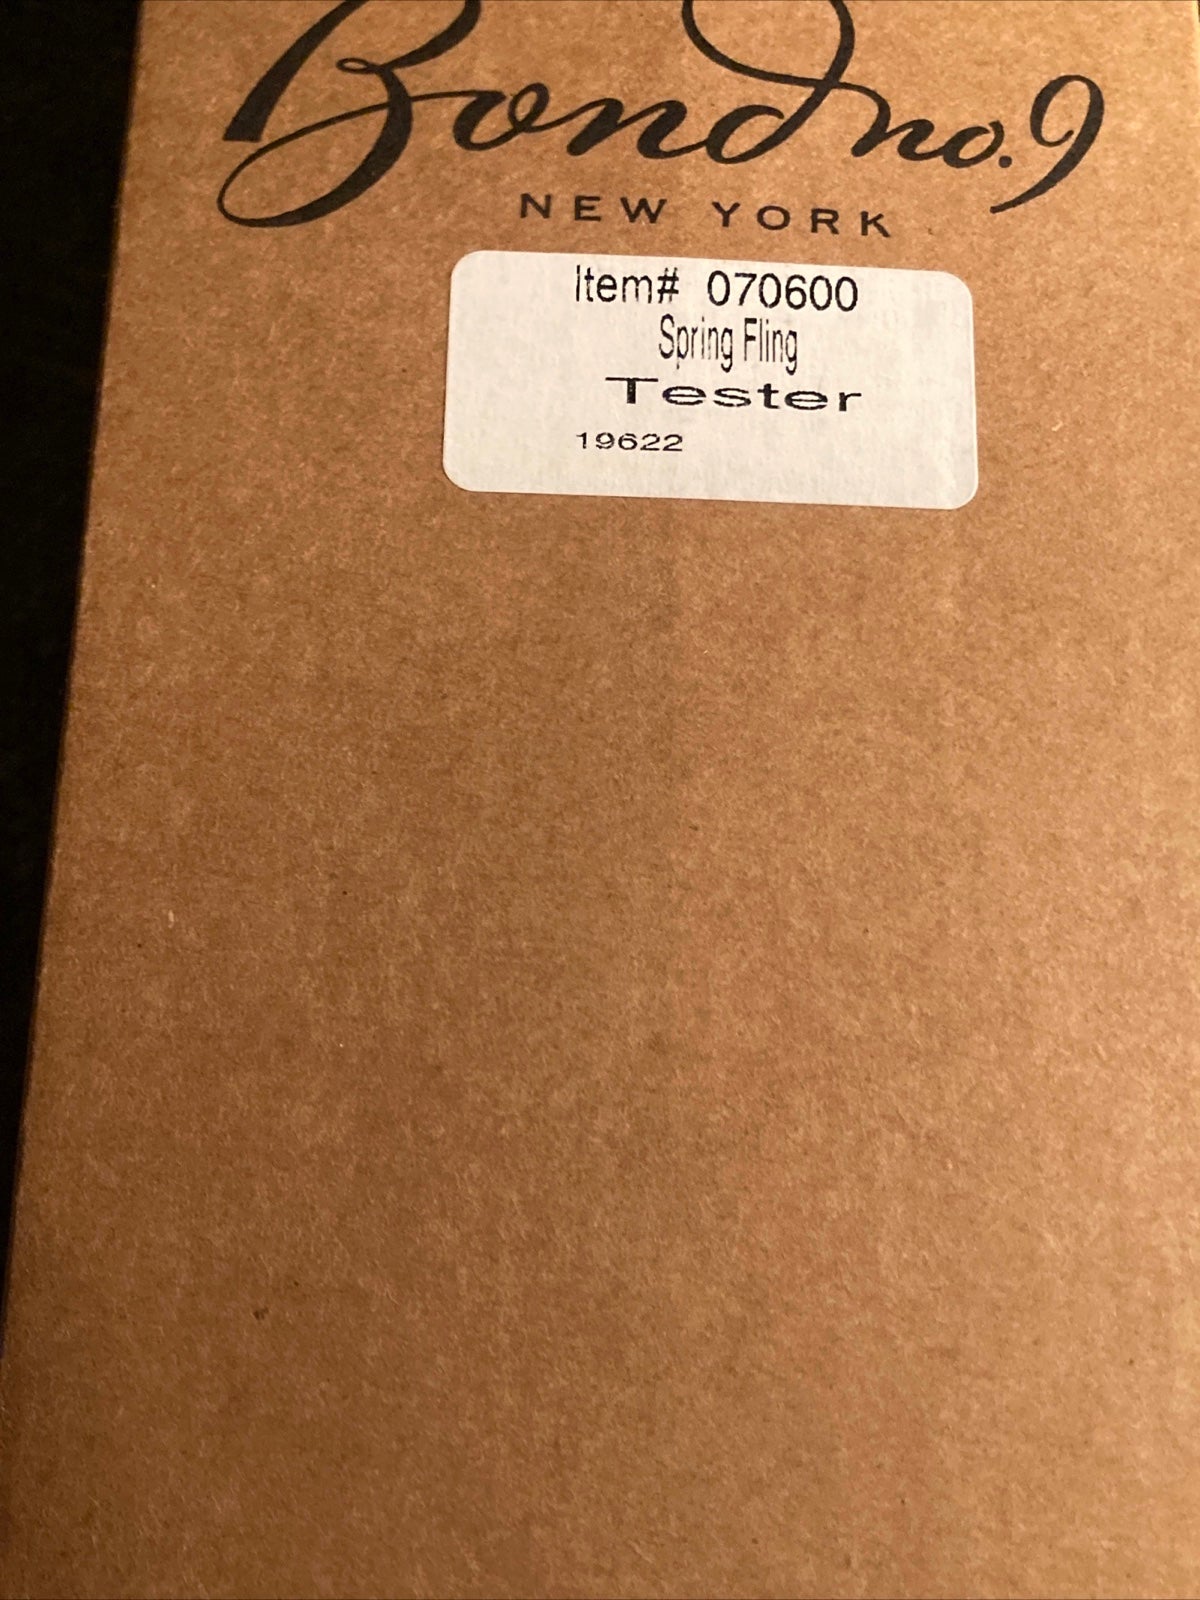 Bond no. 9
NEW YORK
Item# 070600
Spring Fling
Tester
19622